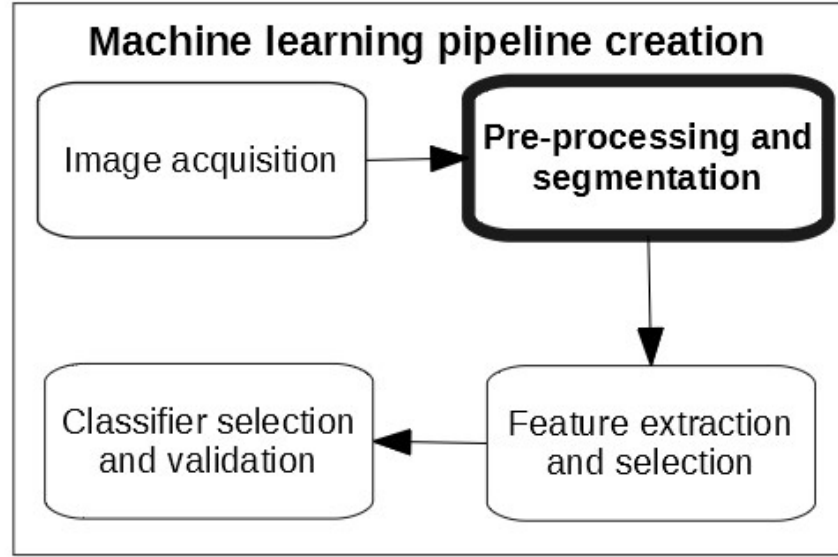 Machine learning pipeline creation
Image acquisition
Pre-processing and
segmentation
Feature extraction
and selection
Classifier selection
and validation